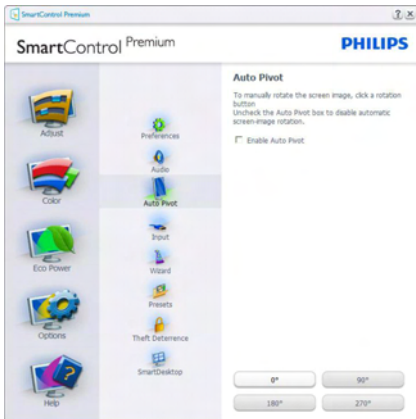 SmartControl Premium
SmartControl Premium
PHILIPS
Adjust
Color
Eco Power
Options
Help
Preferences
Audio
Auto Pivot
Input
Wizard
Presets
Theft Deterrence
SmartDesktop
Auto Pivot
To manually rotate the screen image, click a rotation
button
Uncheck the Auto Pivot box to disable automatic
screen-image rotation.
Enable Auto Pivot
0°
90°
180°
270°